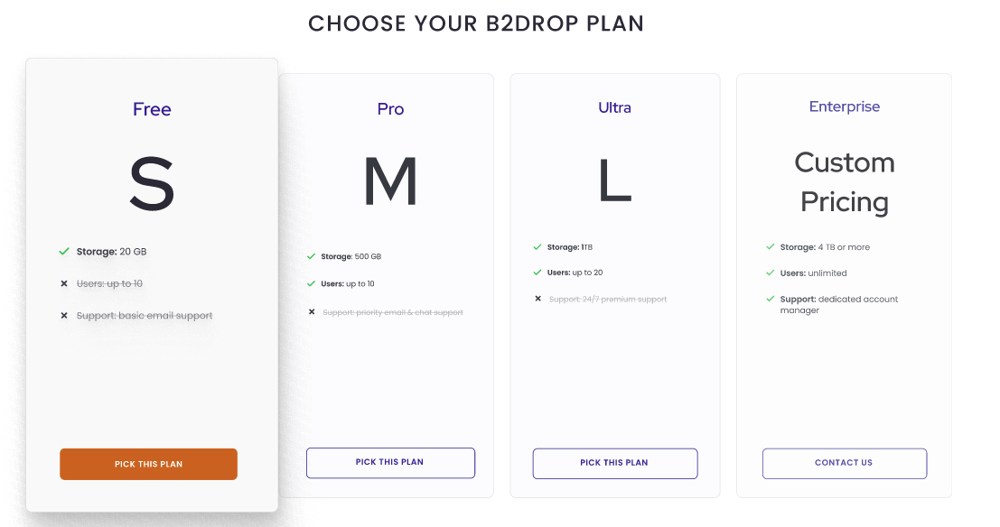 CHOOSE YOUR B2DROP PLAN
Free
S
Storage: 20 GB
Users: up to 10
Support: basic email support
PICK THIS PLAN
Pro
M
Storage: 500 GB
Users: up to 10
Support: priority email & chat support
PICK THIS PLAN
Ultra
L
Storage: 1TB
Users: up to 20
Support: 24/7 premium support
PICK THIS PLAN
Enterprise
Custom
Pricing
Storage: 4 TB or more
Users: unlimited
Support: dedicated account
manager
CONTACT US